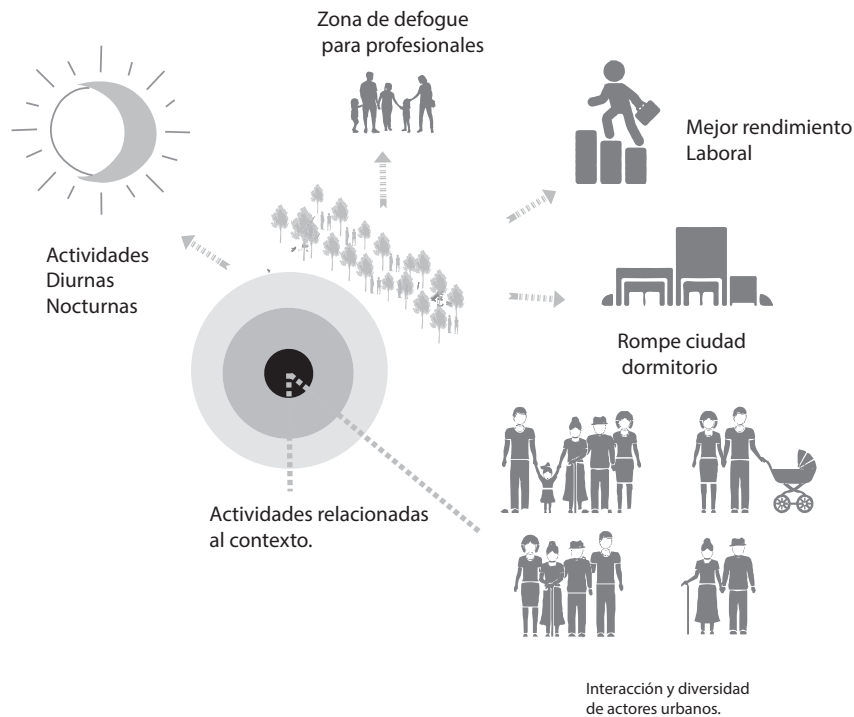 Zona de defogue
para profesionales
Mejor rendimiento
Laboral
Actividades
Diurnas
Nocturnas
Rompe ciudad
dormitorio
Actividades relacionadas
al contexto.
Interacción y diversidad
de actores urbanos.